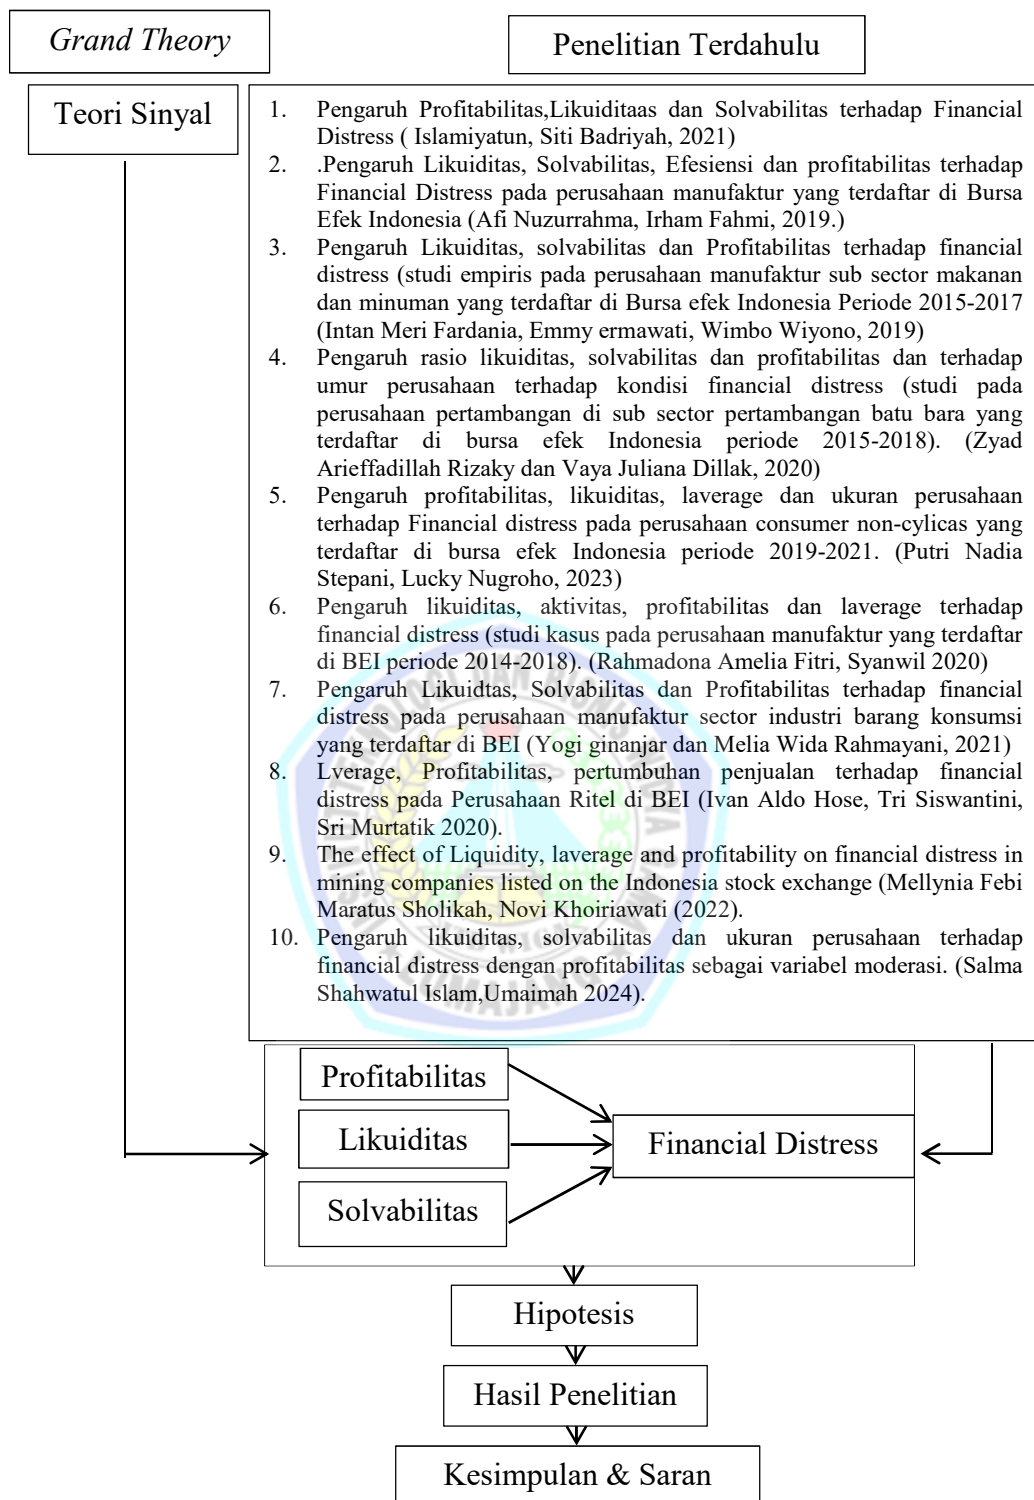 Grand Theory
Penelitian Terdahulu
Teori Sinyal
1. Pengaruh Profitabilitas,Likuiditaas dan Solvabilitas terhadap Financial
Distress ( Islamiyatun, Siti Badriyah, 2021)
2. .Pengaruh Likuiditas, Solvabilitas, Efesiensi dan profitabilitas terhadap
Financial Distress pada perusahaan manufaktur yang terdaftar di Bursa
Efek Indonesia (Afi Nuzurrahma, Irham Fahmi, 2019.)
3. Pengaruh Likuiditas, solvabilitas dan Profitabilitas terhadap financial
distress (studi empiris pada perusahaan manufaktur sub sector makanan
dan minuman yang terdaftar di Bursa efek Indonesia Periode 2015-2017
(Intan Meri Fardania, Emmy ermawati, Wimbo Wiyono, 2019)
4. Pengaruh rasio likuiditas, solvabilitas dan profitabilitas dan terhadap
umur perusahaan terhadap kondisi financial distress (studi pada
perusahaan pertambangan di sub sector pertambangan batu bara yang
terdaftar di bursa efek Indonesia periode 2015-2018). (Zyad
Arieffadillah Rizaky dan Vaya Juliana Dillak, 2020)
5. Pengaruh profitabilitas, likuiditas, laverage dan ukuran perusahaan
terhadap Financial distress pada perusahaan consumer non-cylicas yang
terdaftar di bursa efek Indonesia periode 2019-2021. (Putri Nadia
Stepani, Lucky Nugroho, 2023)
6. Pengaruh likuiditas, aktivitas, profitabilitas dan laverage terhadap
financial distress (studi kasus pada perusahaan manufaktur yang terdaftar
di BEI periode 2014-2018). (Rahmadona Amelia Fitri, Syanwil 2020)
7. Pengaruh Likuidtas, Solvabilitas dan Profitabilitas terhadap financial
distress pada perusahaan manufaktur sector industri barang konsumsi
yang terdaftar di BEI (Yogi ginanjar dan Melia Wida Rahmayani, 2021)
8. Lverage, Profitabilitas, pertumbuhan penjualan terhadap financial
distress pada Perusahaan Ritel di BEI (Ivan Aldo Hose, Tri Siswantini,
Sri Murtatik 2020).
9. The effect of Liquidity, laverage and profitability on financial distress in
mining companies listed on the Indonesia stock exchange (Mellynia Febi
Maratus Sholikah, Novi Khoiriawati (2022).
10. Pengaruh likuiditas, solvabilitas dan ukuran perusahaan terhadap
financial distress dengan profitabilitas sebagai variabel moderasi. (Salma
Shahwatul Islam,Umaimah 2024).
INSTITUT TEKNOLOGI DAN BISNIS WIDYA GAMA
ITB WIGA
LUMAJANG
Profitabilitas
Likuiditas
Financial Distress
Solvabilitas
Hipotesis
Hasil Penelitian
Kesimpulan & Saran